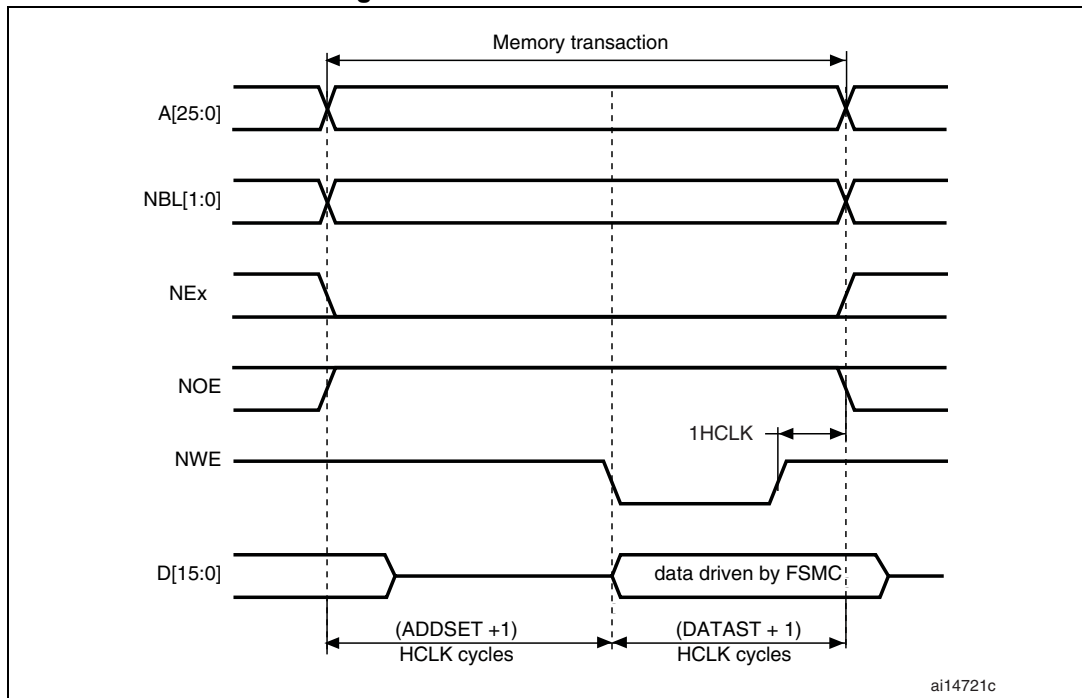 Memory transaction
A[25:0]
NBL[1:0]
NEx
NOE
1HCLK
NWE
D[15:0]
data driven by FSMC
(ADDSET +1)
HCLK cycles
(DATAST + 1)
HCLK cycles
ai14721c